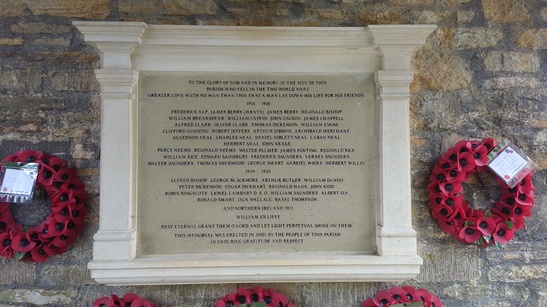 TO THE GLORY OF GOD AND IN MEMORY OF THE MEN OF THIS
PARISH WHO FELL IN THE TWO WORLD WARS.
GREATER LOVE HATH NO MAN THAN THIS THAT A MAN LAY DOWN HIS LIFE FOR HIS FRIENDS.
1914 1918
FREDERICK ALP JAMES BERRY (HANTS) JAMES BERRY REGINALD BISHOP
WILLIAM BREAKSPEAR WILLIAM CAIRNS JOHN CAUSON JAMES CHAPPELL
ALFRED CLARK OLIVER CLARK THOMAS DICKENSON WILLIAM EVANS
CLIFFORD GUNNING ROBERT JEFFERY ARTHUR JOBBINS ARCHIBALD MERCHANT
ALGERNON NEAL CHARLES NEAL DANIEL SIBLETT NEAL LABAN NEAL
HERBERT NEAL JOHN NEALE
PERCY NEEMS REGINALD NEEMS WALTER PALMER JAMES PONTING REGINALD RICE
WILLIAM RICE EDWARD SAINSBURY FREDERICK SAUNDERS VERNEY SAUNDERS
WALTER SAUNDERS THOMAS SHERWOOD GEORGE SMART GABRIEL WICKS HERBERT WILLIS
1939 1945
ALFRED BISHOP GEORGE BLACKMORE ARTHUR BUTLER WILLIAM DANDO
PETER DICKENSON EDGAR DICKHART REGINALD HANN JOHN KIDD
ROBIN KINGSCOTE LIONEL LAMBERT D.S.O. WILLIAM SAUNDERS ALBERT SLY
RONALD SMART JACK WALLACE BASAL THOMPSON
AND NORTHERN IRELAND 1971
WILLIAM JOLLIFFE
REST ETERNAL GRANT THEM O LORD AND LET LIGHT PERPETUAL SHINE ON THEM.
THIS MEMORIAL WAS ERECTED IN 2005 BY THE PEOPLE OF THIS PARISH
IN ENDURING GRATITUDE AND RESPECT